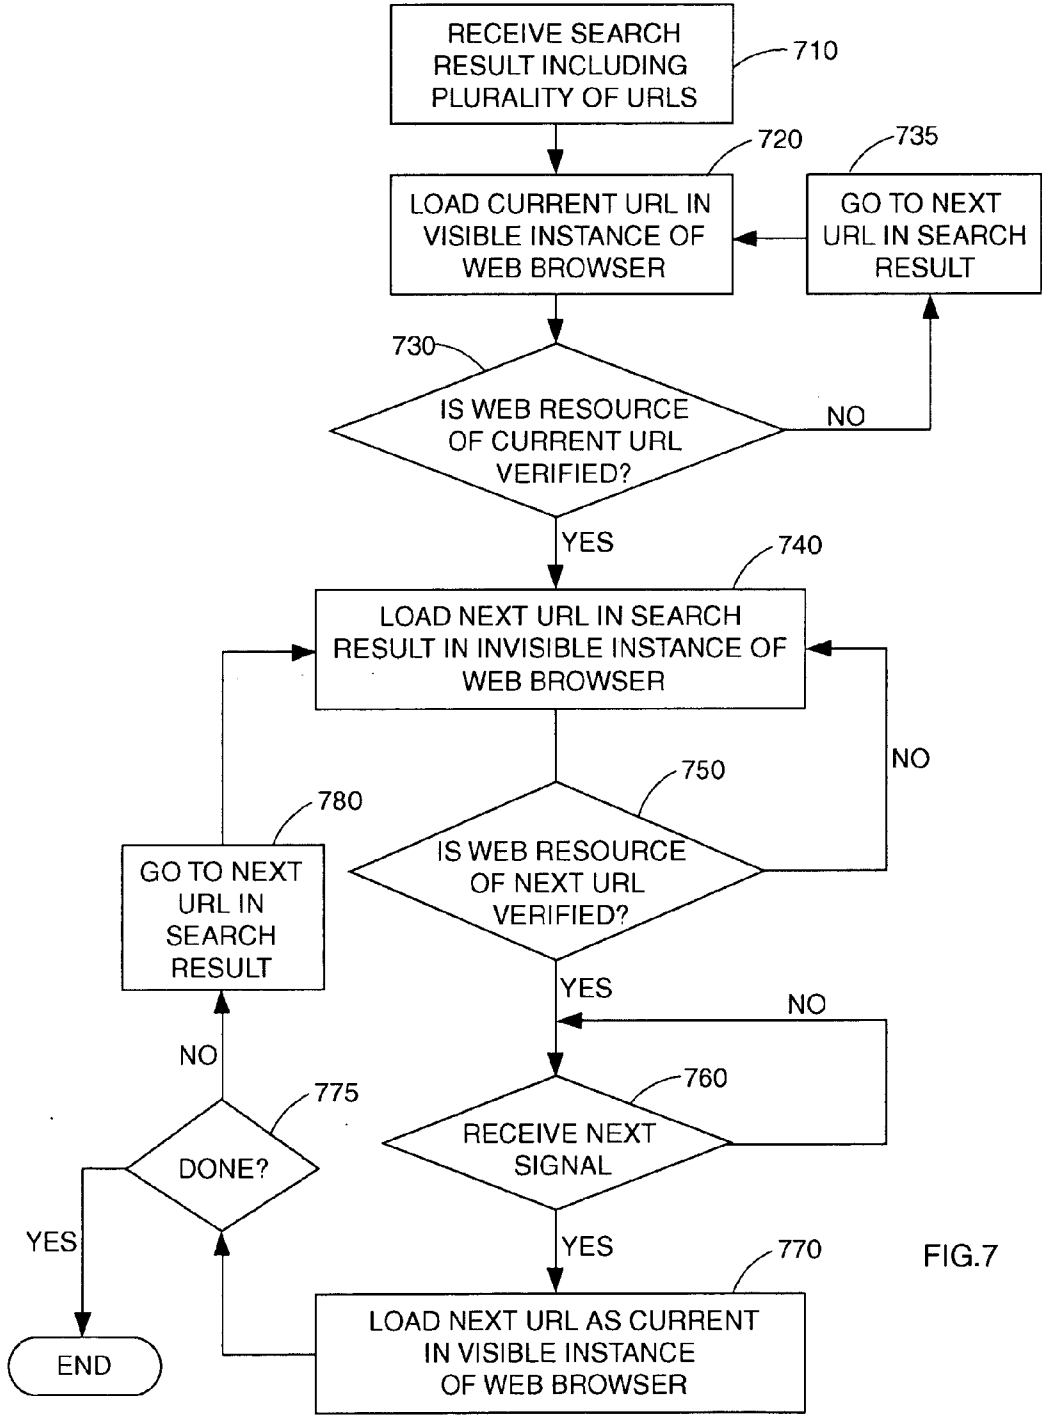 RECEIVE SEARCH
RESULT INCLUDING
PLURALITY OF URLS
710
720
735
LOAD CURRENT URL IN
VISIBLE INSTANCE OF
WEB BROWSER
GO TO NEXT
URL IN SEARCH
RESULT
730
IS WEB RESOURCE
OF CURRENT URL
VERIFIED?
NO
YES
740
LOAD NEXT URL IN SEARCH
RESULT IN INVISIBLE INSTANCE OF
WEB BROWSER
NO
750
780
IS WEB RESOURCE
OF NEXT URL
VERIFIED?
GO TO NEXT
URL IN
SEARCH
RESULT
YES
NO
NO
760
775
RECEIVE NEXT
SIGNAL
DONE?
YES
YES
770
FIG.7
LOAD NEXT URL AS CURRENT
IN VISIBLE INSTANCE
OF WEB BROWSER
END